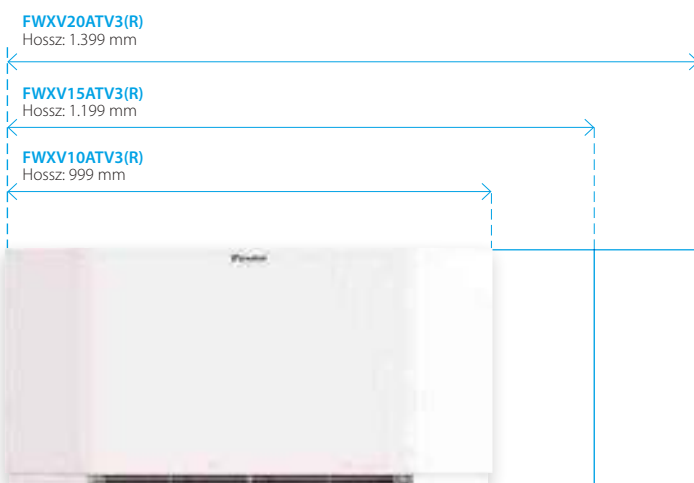 FWXV20ATV3(R)
Hossz: 1.399 mm
FWXV15ATV3(R)
Hossz: 1.199 mm
FWXV10ATV3(R)
Hossz: 999 mm